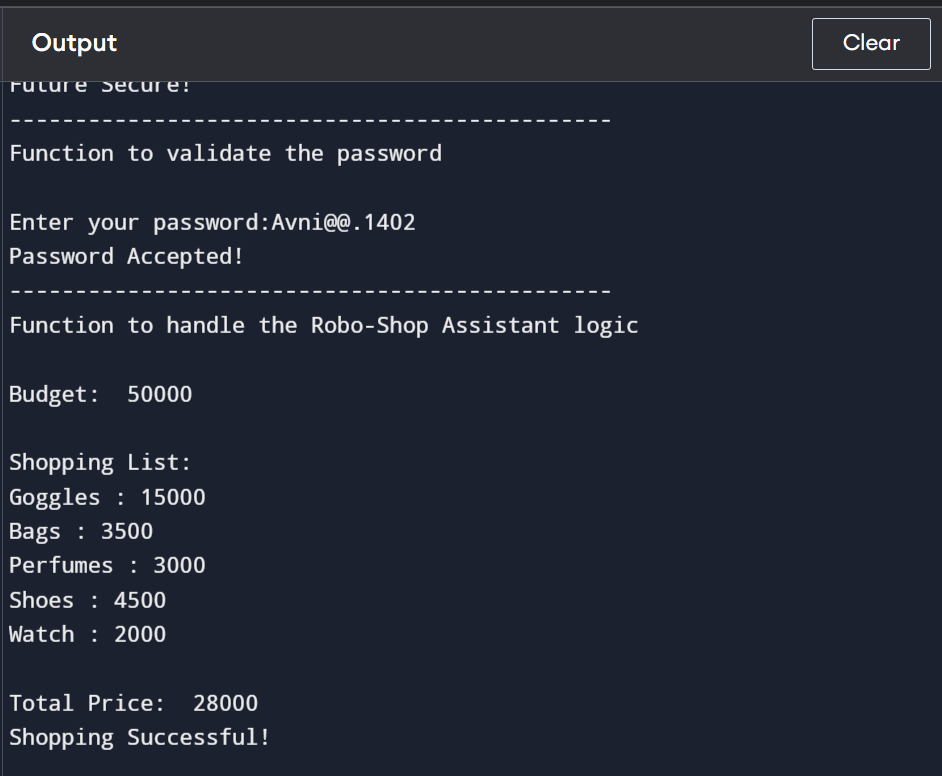 Output
Clear
Future Secure!
----------------------------------------------
Function to validate the password
Enter your password:Avni@@.1402
Password Accepted!
----------------------------------------------
Function to handle the Robo-Shop Assistant logic
Budget:  50000
Shopping List:
Goggles : 15000
Bags : 3500
Perfumes : 3000
Shoes : 4500
Watch : 2000
Total Price:  28000
Shopping Successful!